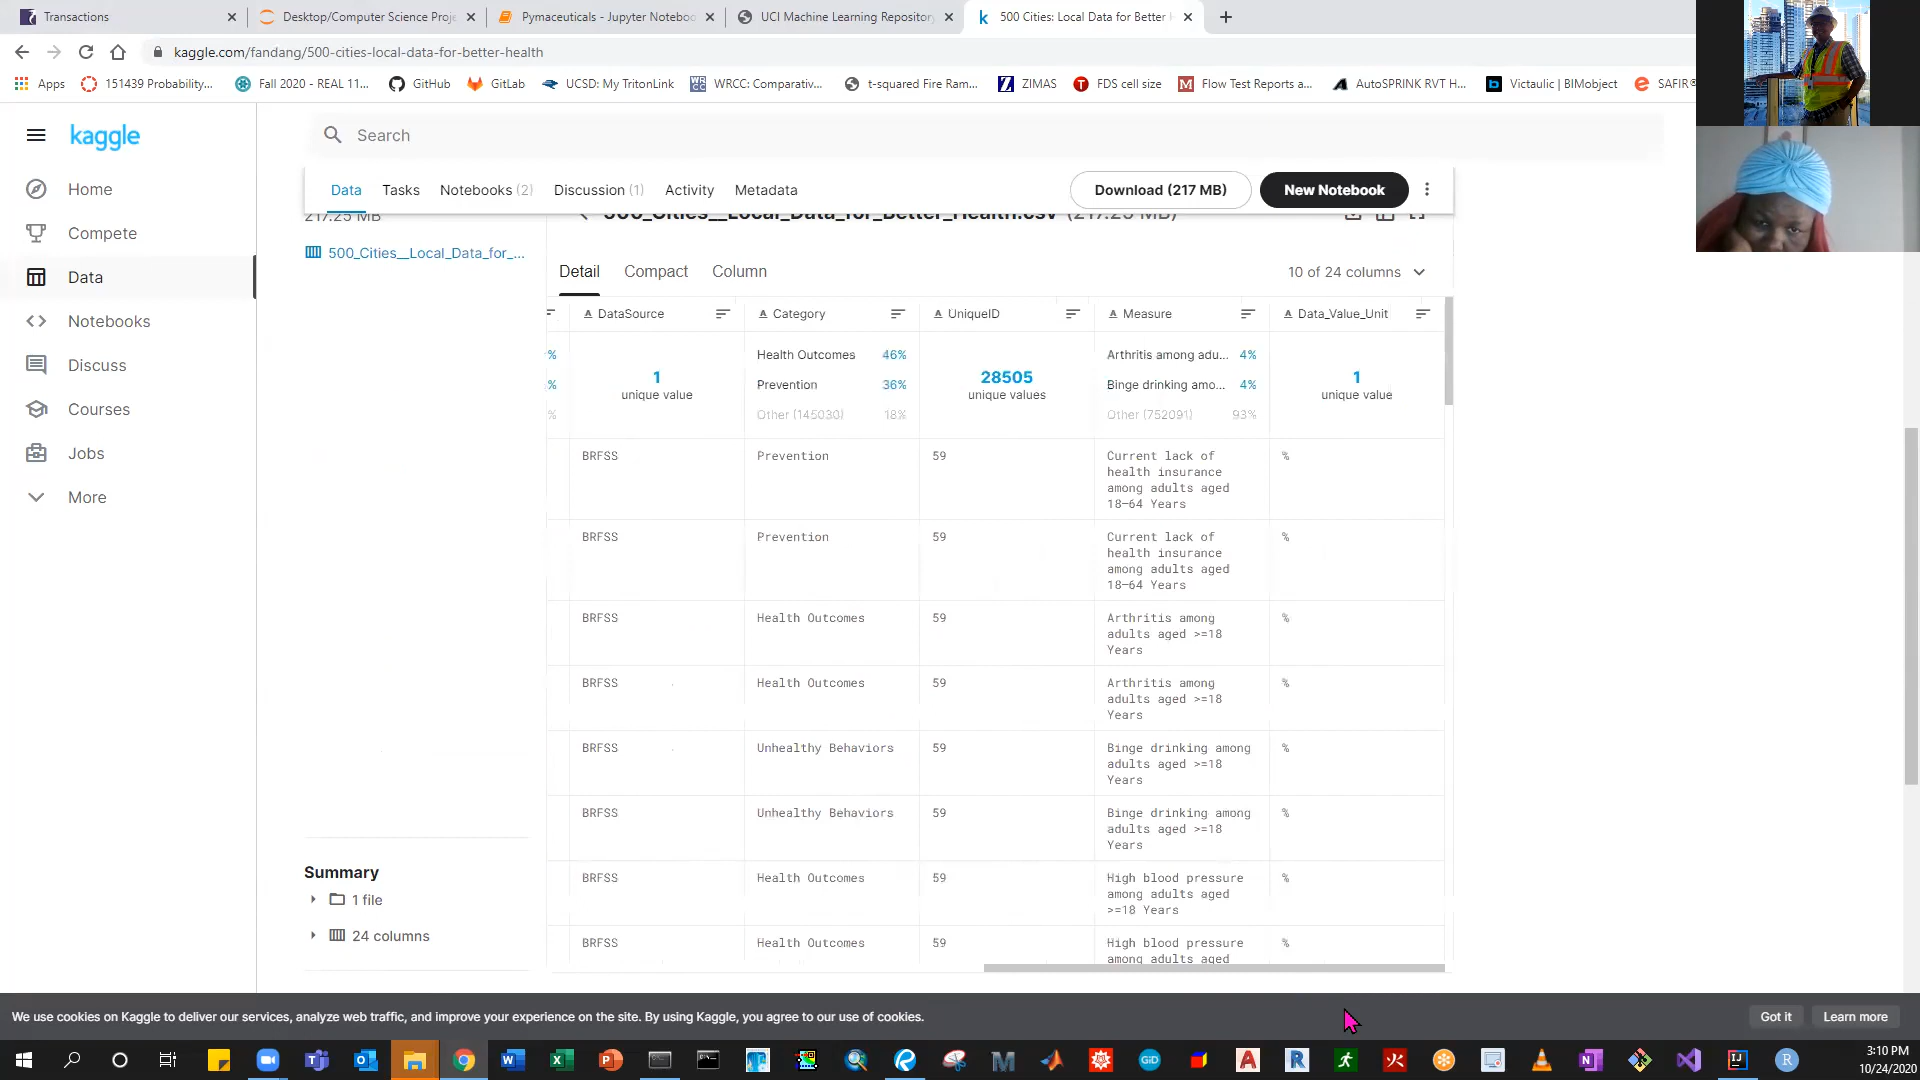 Transactions
Desktop/Computer Science Proje
Pymaceuticals - Jupyter Noteboo
UCI Machine Learning Repository
500 Cities: Local Data for Better
kaggle.com/fandang/500-cities-local-data-for-better-health
Apps
151439 Probability...
Fall 2020 - REAL 11...
GitHub
GitLab
UCSD: My TritonLink
WRCC: Comparativ...
t-squared Fire Ram...
ZIMAS
FDS cell size
Flow Test Reports a...
AutoSPRINK RVT H...
Victaulic | BIMobject
SAFIR®
kaggle
Search
Home
Compete
Data
Notebooks
Discuss
Courses
Jobs
More
Data Tasks Notebooks (2) Discussion (1) Activity Metadata
Download (217 MB)
New Notebook
217.25 MB
500_Cities__Local_Data_for_...
500_Cities__Local_Data_for_Better_Health.csv (217.25 MB)
Detail Compact Column
10 of 24 columns
DataSource Category UniqueID Measure Data_Value_Unit
1
unique value
Health Outcomes 46%
Prevention 36%
Other (145030) 18%
28505
unique values
Arthritis among adu... 4%
Binge drinking amo... 4%
Other (752091) 93%
1
unique value
BRFSS Prevention 59 Current lack of %
health insurance
among adults aged
18–64 Years
BRFSS Prevention 59 Current lack of %
health insurance
among adults aged
18–64 Years
BRFSS Health Outcomes 59 Arthritis among %
adults aged >=18
Years
BRFSS Health Outcomes 59 Arthritis among %
adults aged >=18
Years
BRFSS Unhealthy Behaviors 59 Binge drinking among %
adults aged >=18
Years
BRFSS Unhealthy Behaviors 59 Binge drinking among %
adults aged >=18
Years
BRFSS Health Outcomes 59 High blood pressure %
among adults aged
>=18 Years
BRFSS Health Outcomes 59 High blood pressure %
among adults aged
Summary
1 file
24 columns
We use cookies on Kaggle to deliver our services, analyze web traffic, and improve your experience on the site. By using Kaggle, you agree to our use of cookies.
Got it
Learn more
3:10 PM
10/24/2020